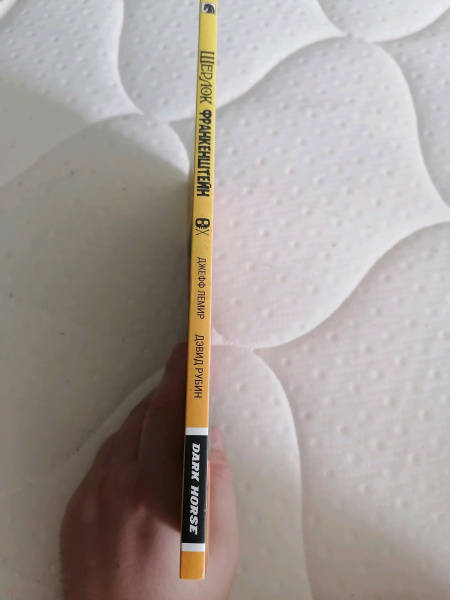 ШЕРЛОК ФРАНКЕНШТЕЙН
ДЖЕФФ ЛЕМИР
ДЭВИД РУБИН
DARK HORSE